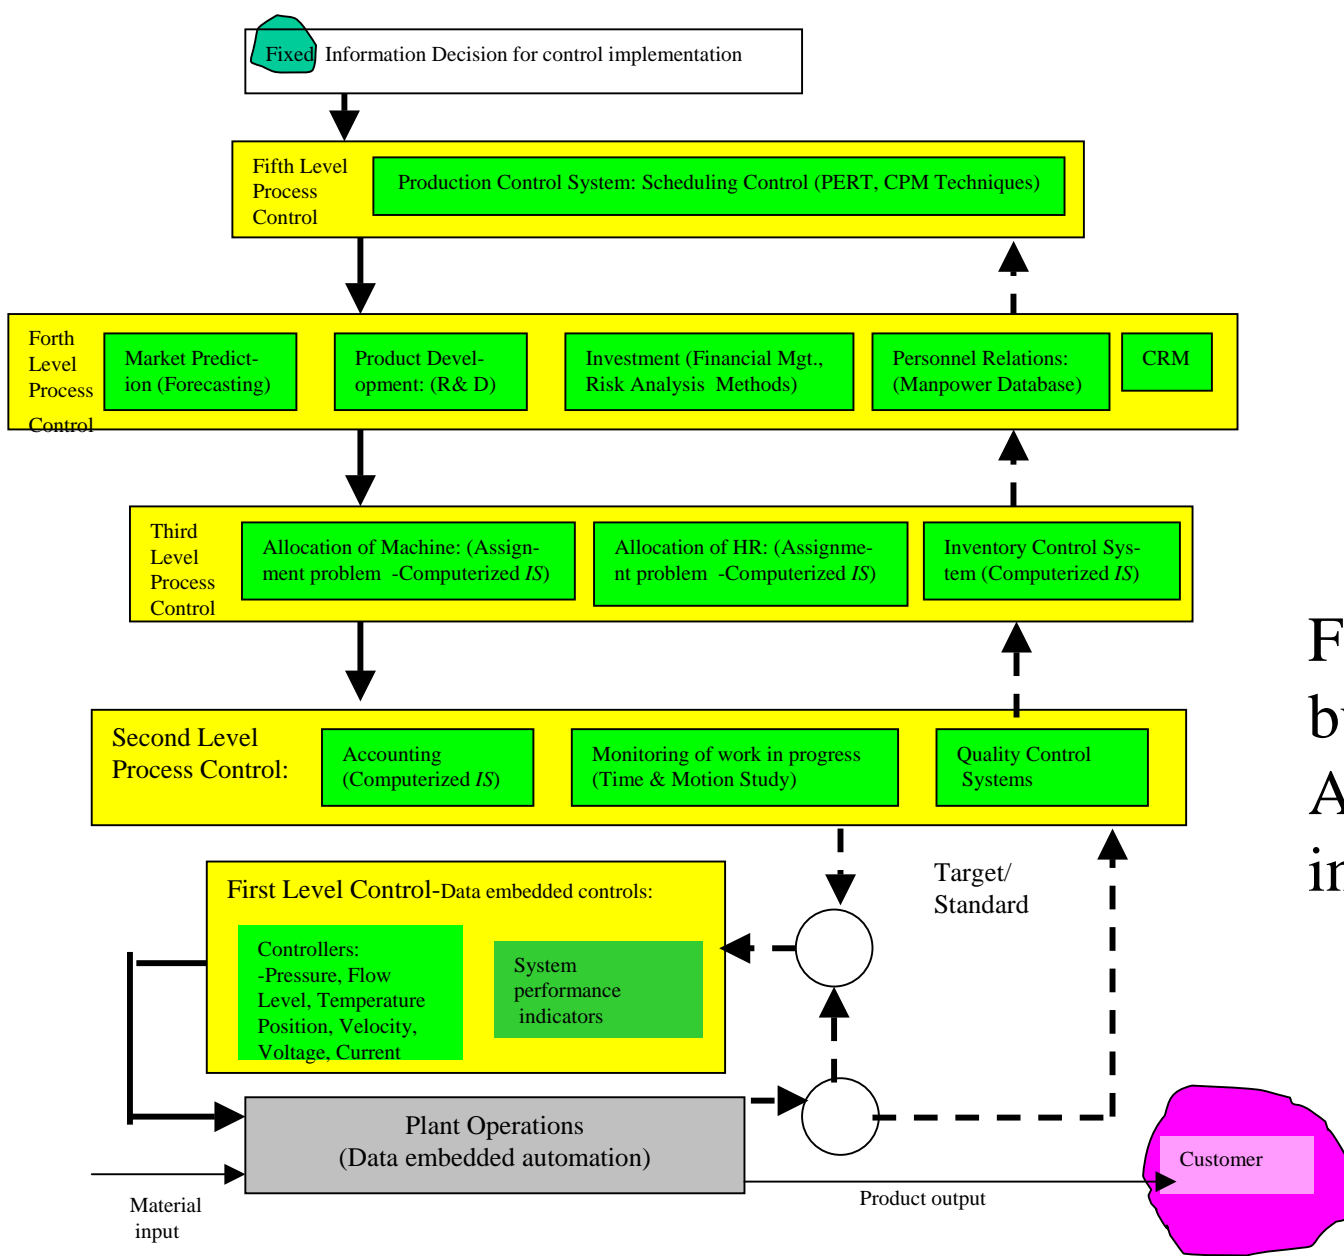 Fixed Information Decision for control implementation
Fifth Level
Process
Control
Production Control System: Scheduling Control (PERT, CPM Techniques)
Forth
Level
Process
Control
Market Predict-
ion (Forecasting)
Product Devel-
opment: (R& D)
Investment (Financial Mgt.,
Risk Analysis Methods)
Personnel Relations:
(Manpower Database)
CRM
Third
Level
Process
Control
Allocation of Machine: (Assign-
ment problem -Computerized IS)
Allocation of HR: (Assignme-
nt problem -Computerized IS)
Inventory Control Sys-
tem (Computerized IS)
Second Level
Process Control:
Accounting
(Computerized IS)
Monitoring of work in progress
(Time & Motion Study)
Quality Control
Systems
First Level Control-Data embedded controls:
Controllers:
-Pressure, Flow
Level, Temperature
Position, Velocity,
Voltage, Current
System
performance
indicators
Target/
Standard
Plant Operations
(Data embedded automation)
Material
input
Product output
Customer